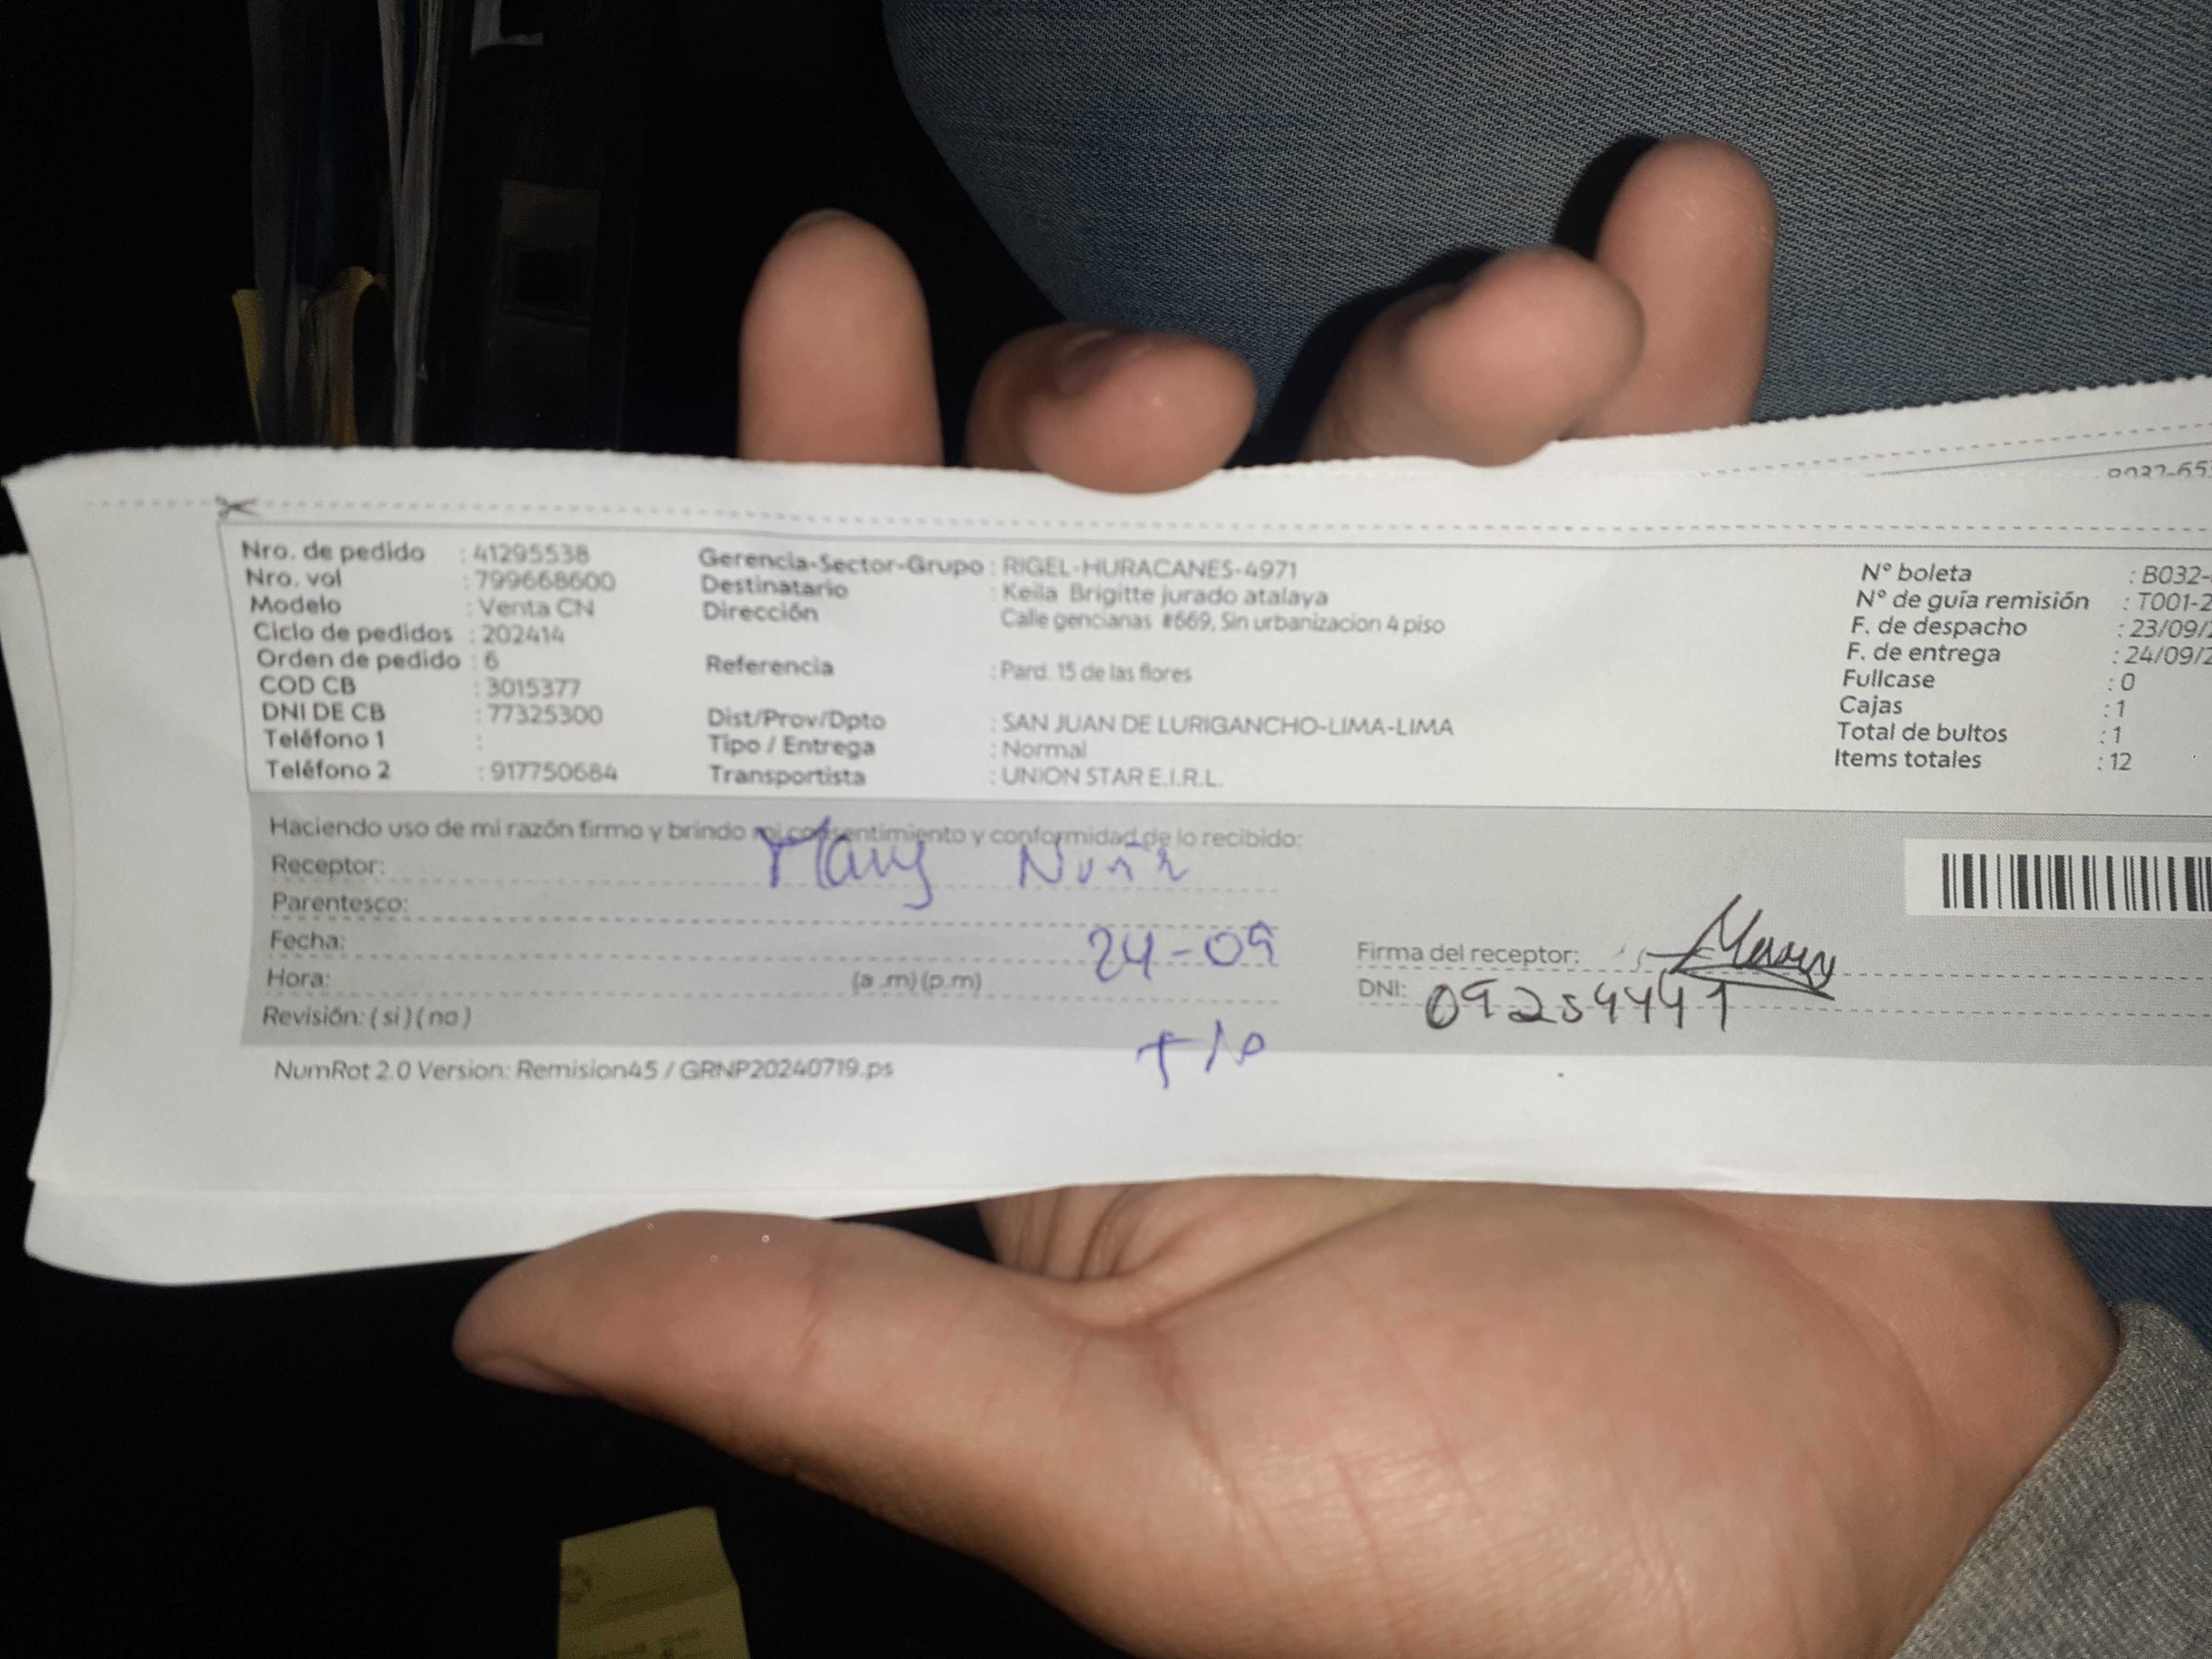 B032-653
Nro. de pedido : 41295538
Nro. vol : 799668600
Modelo : Venta CN
Ciclo de pedidos : 202414
Orden de pedido : 6
COD CB : 3015377
DNI DE CB : 77325300
Teléfono 1 :
Teléfono 2 : 917750684
Gerencia-Sector-Grupo : RIGEL-HURACANES-4971
Destinatario : Keila Brigitte jurado atalaya
Dirección Calle gencianas #669, Sin urbanizacion 4 piso
Referencia : Pard. 15 de las flores
Dist/Prov/Dpto : SAN JUAN DE LURIGANCHO-LIMA-LIMA
Tipo / Entrega : Normal
Transportista : UNION STAR E.I.R.L.
N° boleta : B032-
N° de guía remisión : T001-2
F. de despacho : 23/09/2
F. de entrega : 24/09/2
Fullcase : 0
Cajas : 1
Total de bultos : 1
Items totales : 12
Haciendo uso de mi razón firmo y brindo mi consentimiento y conformidad de lo recibido:
Receptor: Mary
Parentesco:
Fecha: 24-09
Hora: (a .m) (p.m)
Revisión: ( si ) ( no )
Firma del receptor:
DNI: 09254441
NumRot 2.0 Version: Remision45 / GRNP20240719.ps